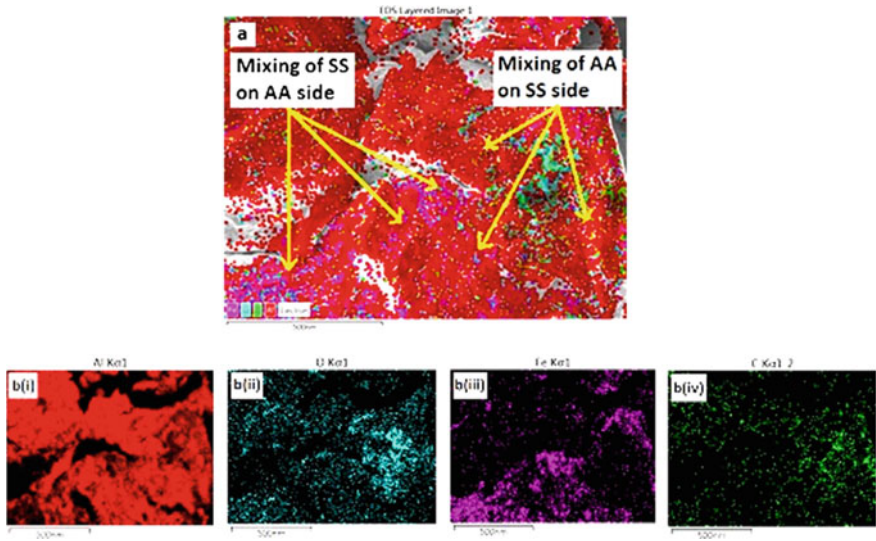 EDS Layered Image 1
a
Mixing of SS
on AA side
Mixing of AA
on SS side
500nm
b(i)
Al Kα1
500nm
b(ii)
O Kα1
500nm
b(iii)
Fe Kα1
500nm
b(iv)
C Kα1_2
500nm